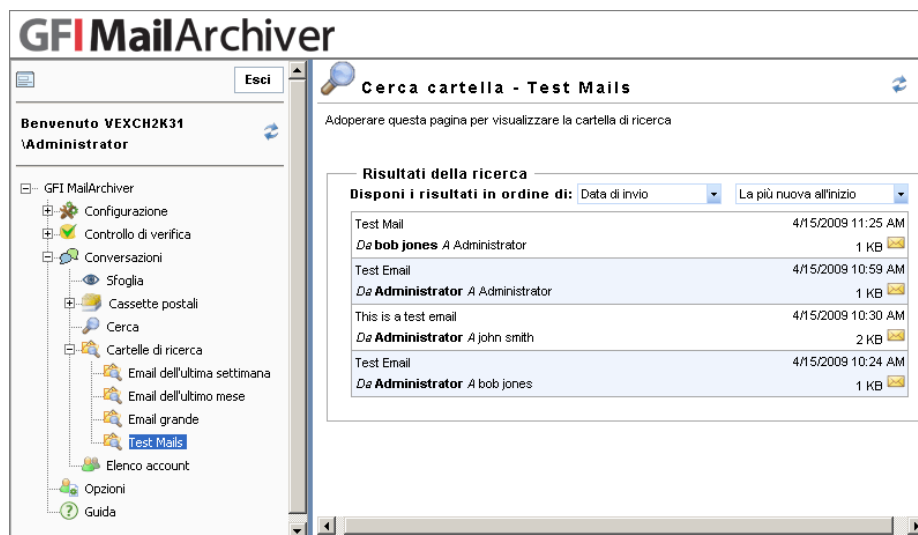 GFI MailArchiver
Esci
Benvenuto VEXCH2K31
\Administrator
GFI MailArchiver
Configurazione
Controllo di verifica
Conversazioni
Sfoglia
Cassette postali
Cerca
Cartelle di ricerca
Email dell'ultima settimana
Email dell'ultimo mese
Email grande
Test Mails
Elenco account
Opzioni
Guida
Cerca cartella - Test Mails
Adoperare questa pagina per visualizzare la cartella di ricerca
Risultati della ricerca
Disponi i risultati in ordine di: Data di invio La più nuova all'inizio
Test Mail 4/15/2009 11:25 AM
Da bob jones A Administrator 1 KB
Test Email 4/15/2009 10:59 AM
Da Administrator A Administrator 1 KB
This is a test email 4/15/2009 10:30 AM
Da Administrator A john smith 2 KB
Test Email 4/15/2009 10:24 AM
Da Administrator A bob jones 1 KB